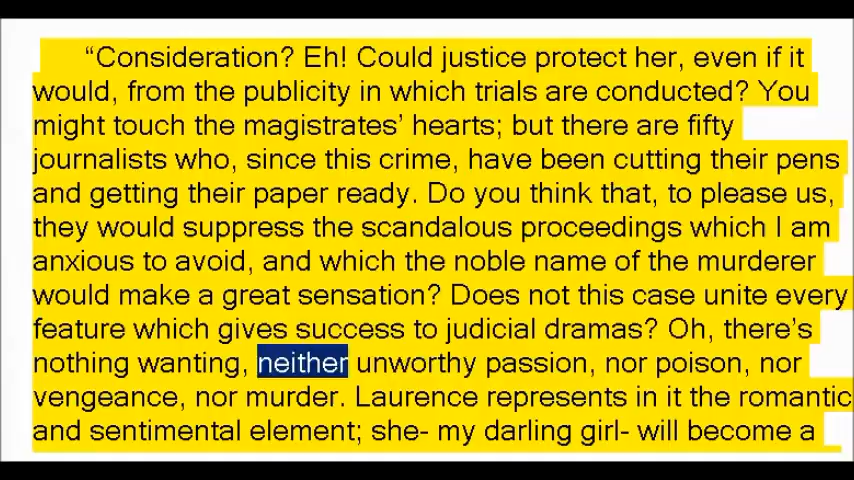 “Consideration? Eh! Could justice protect her, even if it
would, from the publicity in which trials are conducted? You
might touch the magistrates’ hearts; but there are fifty
journalists who, since this crime, have been cutting their pens
and getting their paper ready. Do you think that, to please us,
they would suppress the scandalous proceedings which I am
anxious to avoid, and which the noble name of the murderer
would make a great sensation? Does not this case unite every
feature which gives success to judicial dramas? Oh, there’s
nothing wanting, neither unworthy passion, nor poison, nor
vengeance, nor murder. Laurence represents in it the romantic
and sentimental element; she- my darling girl- will become a